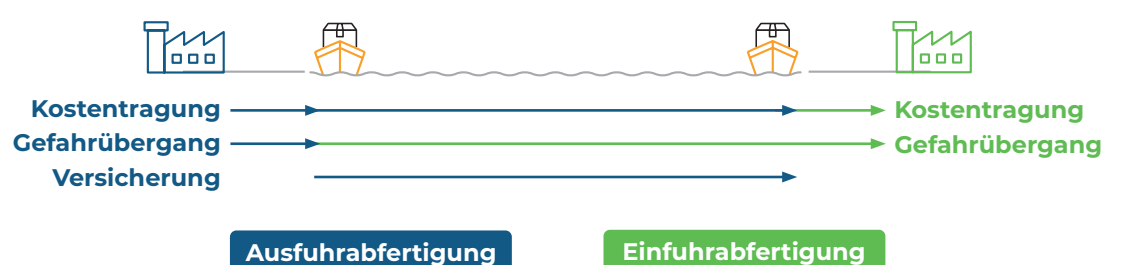 Kostentragung Kostentragung
Gefahrübergang Gefahrübergang
Versicherung
Ausfuhrabfertigung Einfuhrabfertigung